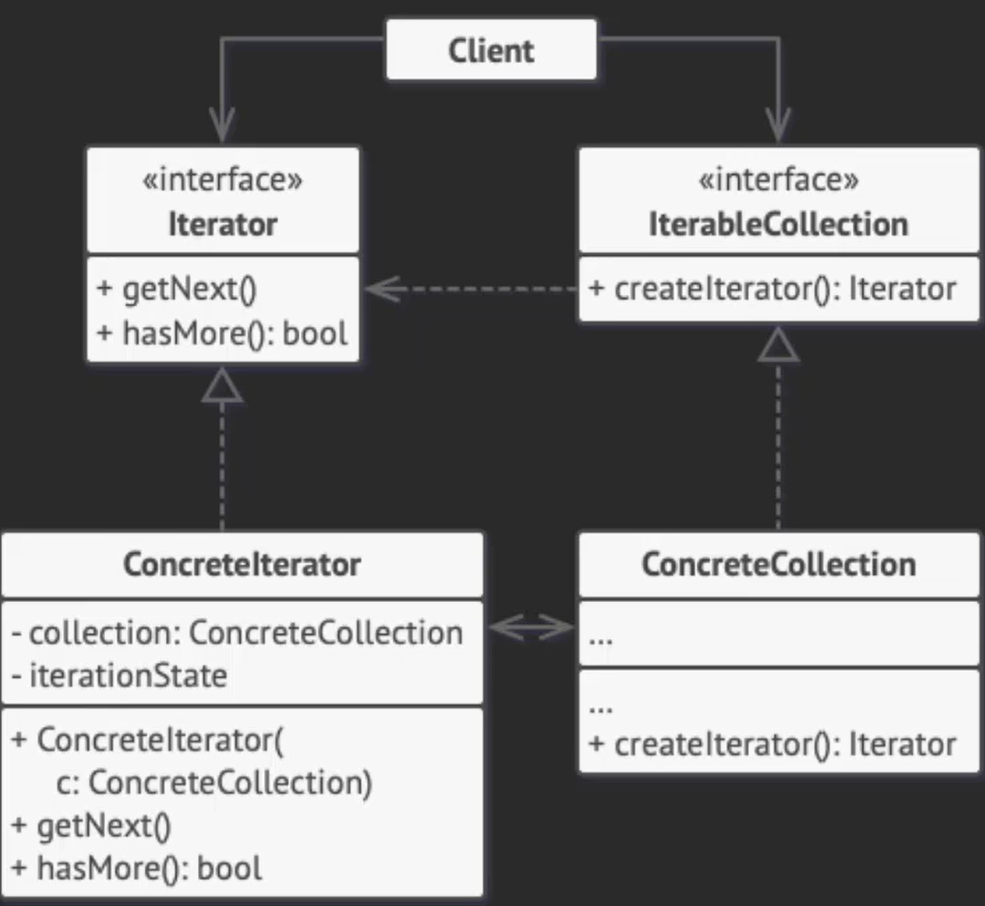 Client
«interface»
Iterator
+ getNext()
+ hasMore(): bool
«interface»
IterableCollection
+ createIterator(): Iterator
ConcreteIterator
- collection: ConcreteCollection
- iterationState
+ ConcreteIterator(
c: ConcreteCollection)
+ getNext()
+ hasMore(): bool
ConcreteCollection
...
...
+ createIterator(): Iterator